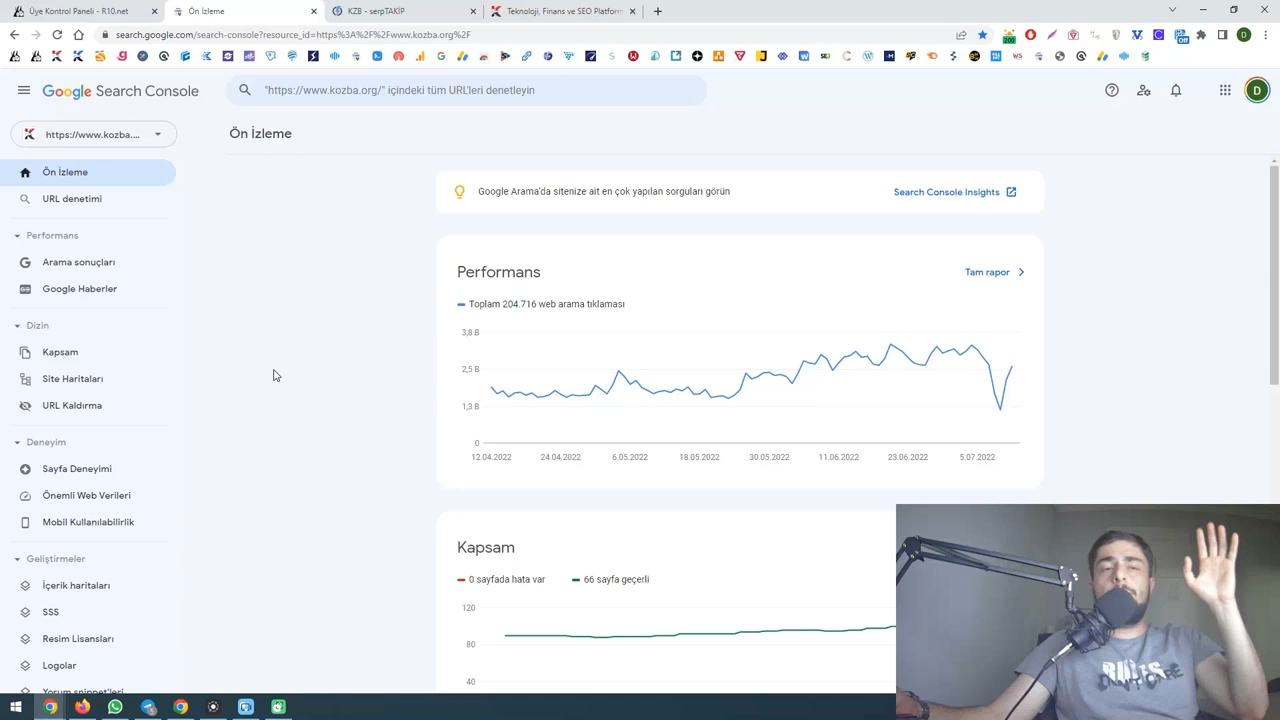 Üye Kontrol Paneli - R10.net
Ön İzleme
KZB - serpTAKİP
Teknoloji, Finans ve SEO Platform
search.google.com/search-console?resource_id=https%3A%2F%2Fwww.kozba.org%2F
Google Search Console
"https://www.kozba.org/" içindeki tüm URL'leri denetleyin
D
https://www.kozba....
Ön İzleme
Ön İzleme
URL denetimi
Performans
Arama sonuçları
Google Haberler
Dizin
Kapsam
Site Haritaları
URL Kaldırma
Deneyim
Sayfa Deneyimi
Önemli Web Verileri
Mobil Kullanılabilirlik
Geliştirmeler
İçerik haritaları
SSS
Resim Lisansları
Logolar
Yorum snippet'leri
Google Arama'da sitenize ait en çok yapılan sorguları görün
Search Console Insights
Performans
Tam rapor
Toplam 204.716 web arama tıklaması
3,8 B
2,5 B
1,3 B
0
12.04.2022 24.04.2022 6.05.2022 18.05.2022 30.05.2022 11.06.2022 23.06.2022 5.07.2022
Kapsam
0 sayfada hata var
66 sayfa geçerli
120
80
40